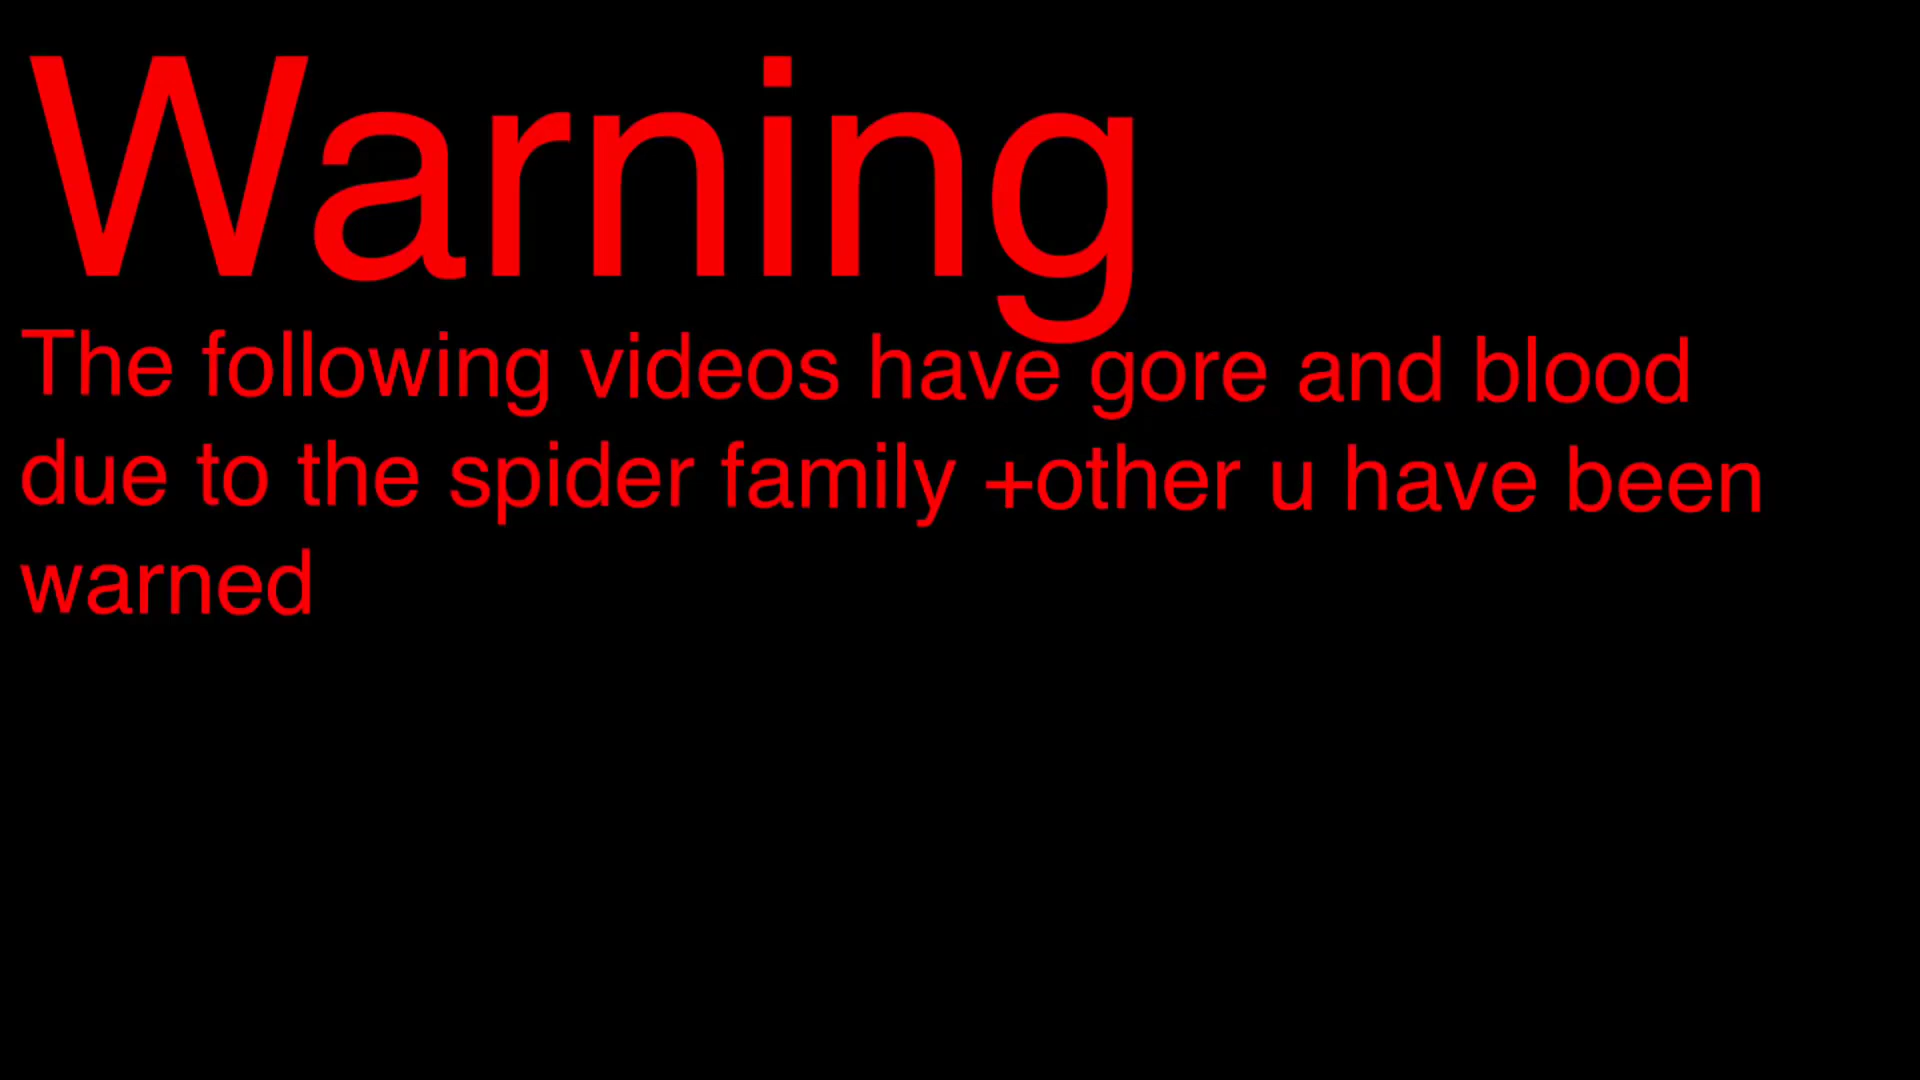 Warning
The following videos have gore and blood
due to the spider family +other u have been
warned